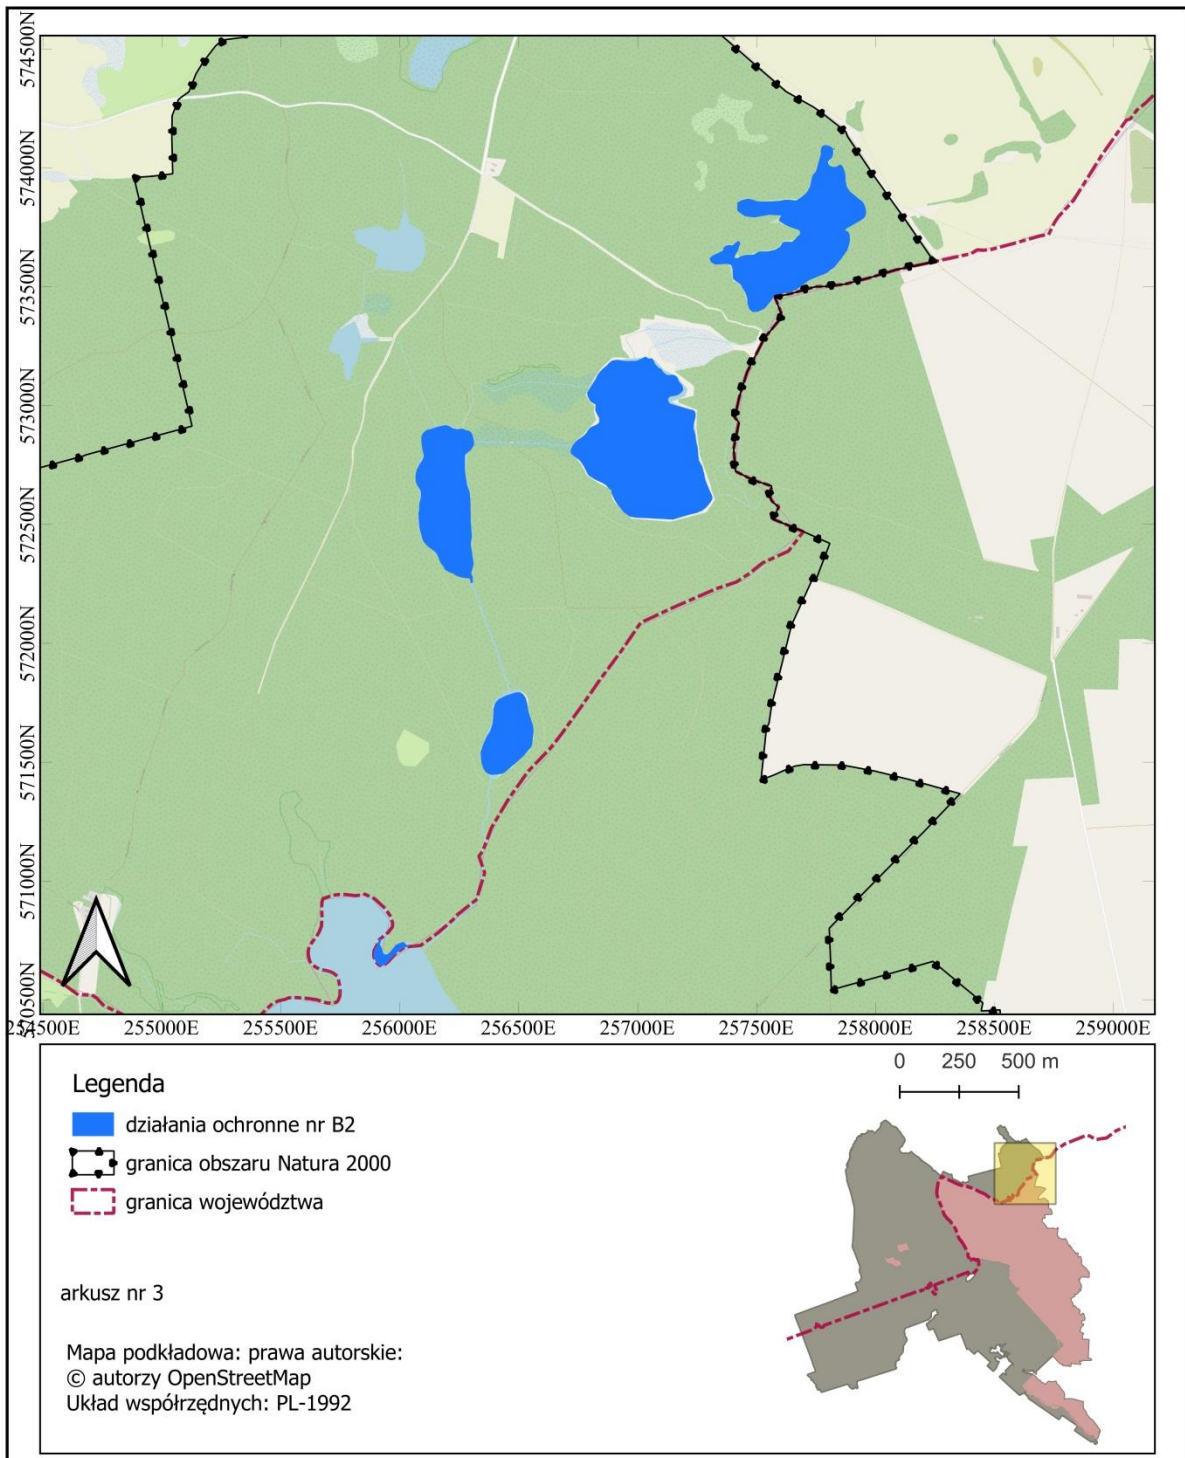 574500N
574000N
573500N
573000N
572500N
572000N
571500N
571000N
570500N
254500E 255000E 255500E 256000E 256500E 257000E 257500E 258000E 258500E 259000E
Legenda
działania ochronne nr B2
granica obszaru Natura 2000
granica województwa
0 250 500 m
arkusz nr 3
Mapa podkładowa: prawa autorskie:
© autorzy OpenStreetMap
Układ współrzędnych: PL-1992